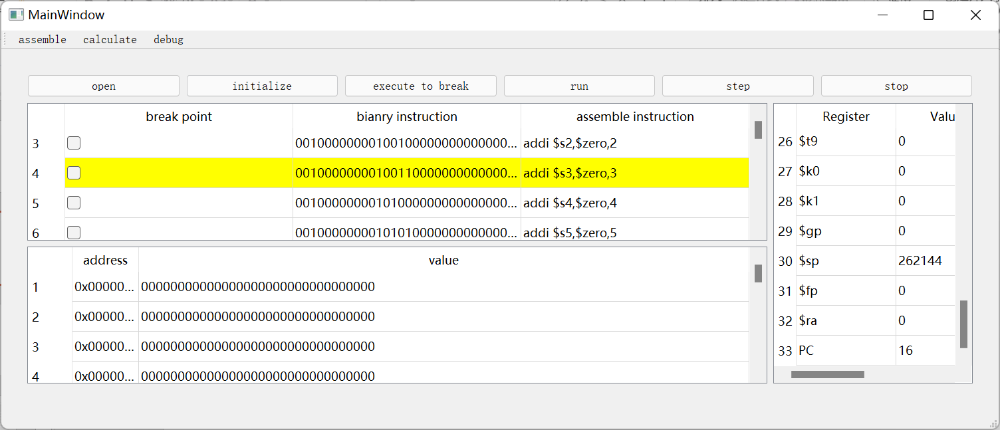 MainWindow
assemble calculate debug
open initialize execute to break run step stop
break point bianry instruction assemble instruction
3 00100000000100100000000000000... addi $s2,$zero,2
4 00100000000100110000000000000... addi $s3,$zero,3
5 00100000000101000000000000000... addi $s4,$zero,4
6 00100000000101010000000000000... addi $s5,$zero,5
address value
1 0x00000... 00000000000000000000000000000000
2 0x00000... 00000000000000000000000000000000
3 0x00000... 00000000000000000000000000000000
4 0x00000... 00000000000000000000000000000000
Register Valu
26 $t9 0
27 $k0 0
28 $k1 0
29 $gp 0
30 $sp 262144
31 $fp 0
32 $ra 0
33 PC 16